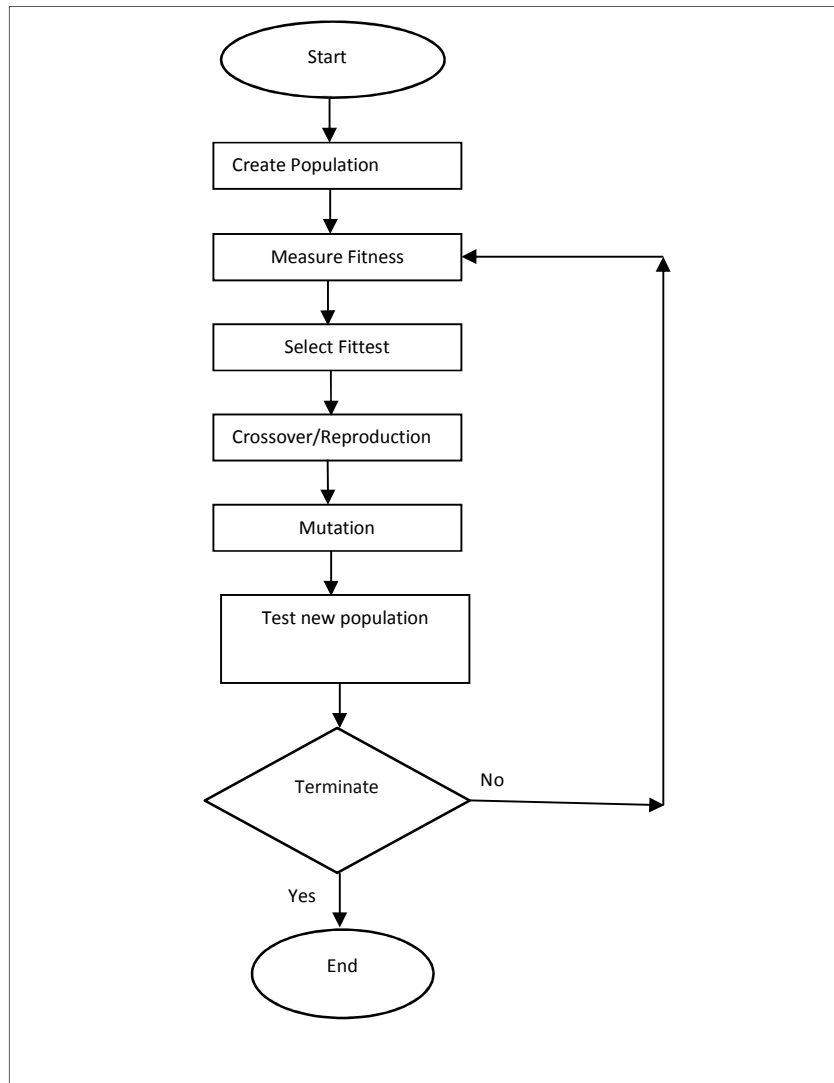 Start
Create Population
Measure Fitness
Select Fittest
Crossover/Reproduction
Mutation
Test new population
Terminate
No
Yes
End